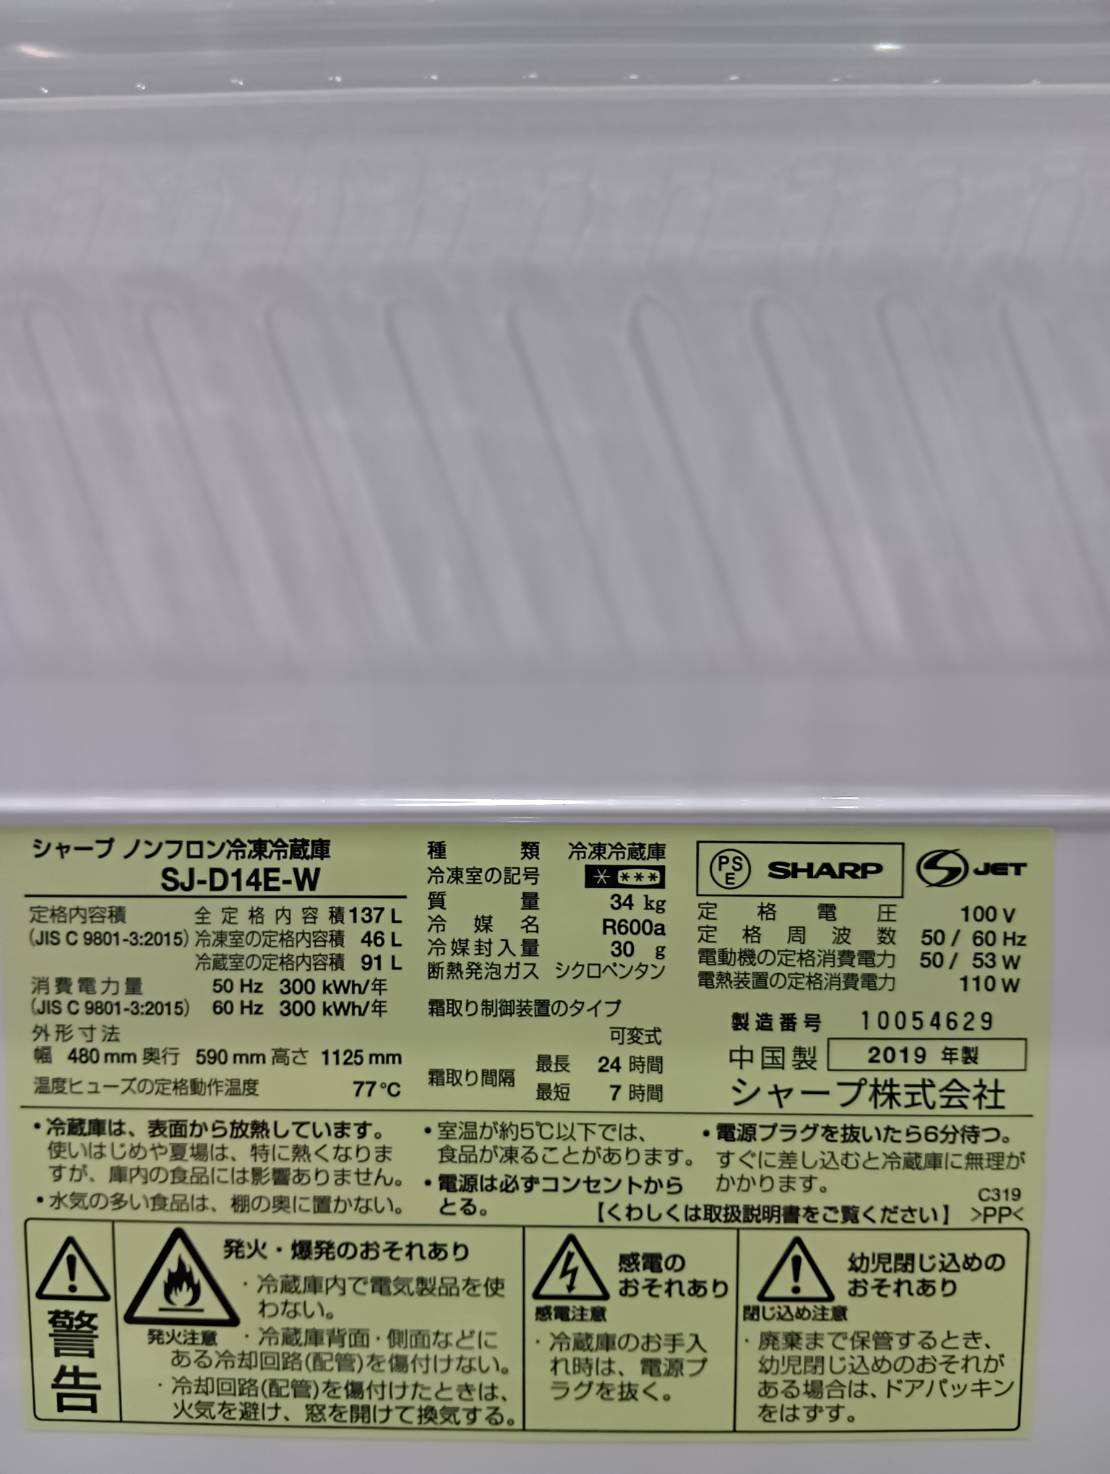 シャープ ノンフロン冷凍冷蔵庫
SJ-D14E-W
定格内容積 全定格内容積 137 L
(JIS C 9801-3:2015) 冷凍室の定格内容積 46 L
冷蔵室の定格内容積 91 L
消費電力量 50 Hz 300 kWh/年
(JIS C 9801-3:2015) 60 Hz 300 kWh/年
外形寸法
幅 480 mm 奥行 590 mm 高さ 1125 mm
温度ヒューズの定格動作温度 77℃
種類 冷凍冷蔵庫
冷凍室の記号 * ***
質量 34 kg
冷媒名 R600a
冷媒封入量 30 g
断熱発泡ガス シクロペンタン
霜取り制御装置のタイプ
可変式
霜取り間隔 最長 24 時間
最短 7 時間
PS E SHARP S JET
定格電圧 100 V
定格周波数 50 / 60 Hz
電動機の定格消費電力 50 / 53 W
電熱装置の定格消費電力 110 W
製造番号 10054629
中国製 2019 年製
シャープ株式会社
・冷蔵庫は、表面から放熱しています。
使いはじめや夏場は、特に熱くなりま
すが、庫内の食品には影響ありません。
・水気の多い食品は、棚の奥に置かない。
・室温が約5℃以下では、
食品が凍ることがあります。
・電源は必ずコンセントから
とる。
・電源プラグを抜いたら6分待つ。
すぐに差し込むと冷蔵庫に無理が
かかります。
C319
【くわしくは取扱説明書をご覧ください】 >PP<
警告
発火・爆発のおそれあり
発火注意
・冷蔵庫内で電気製品を使
わない。
・冷蔵庫背面・側面などに
ある冷却回路(配管)を傷付けない。
・冷却回路(配管)を傷付けたときは、
火気を避け、窓を開けて換気する。
感電の
おそれあり
感電注意
・冷蔵庫のお手入
れ時は、電源プ
ラグを抜く。
幼児閉じ込めの
おそれあり
閉じ込め注意
・廃棄まで保管するとき、
幼児閉じ込めのおそれが
ある場合は、ドアパッキン
をはずす。